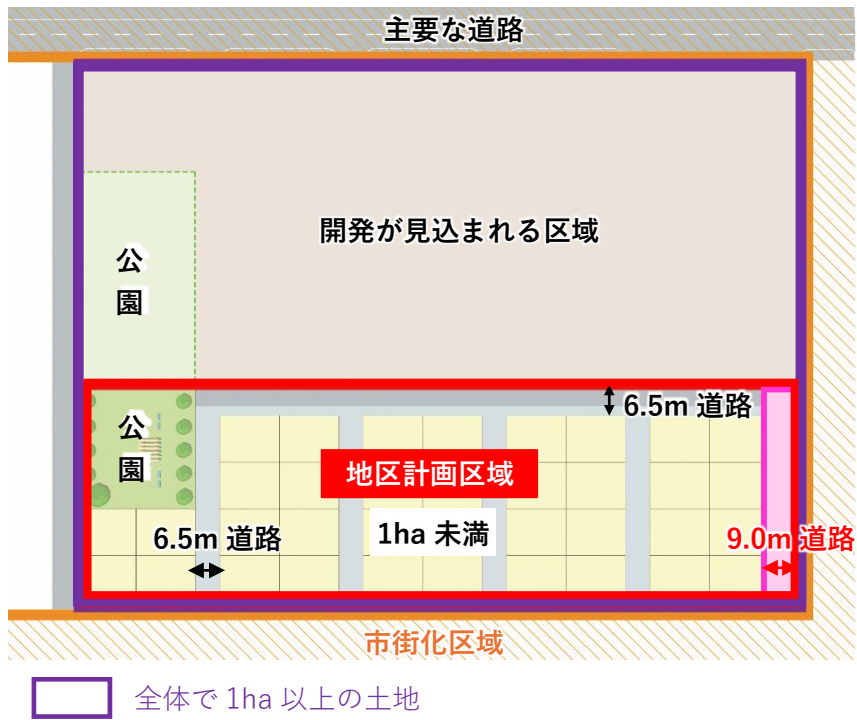 主要な道路
開発が見込まれる区域
公
園
6.5m 道路
公
園
地区計画区域
1ha 未満
6.5m 道路
9.0m 道路
市街化区域
全体で 1ha 以上の土地